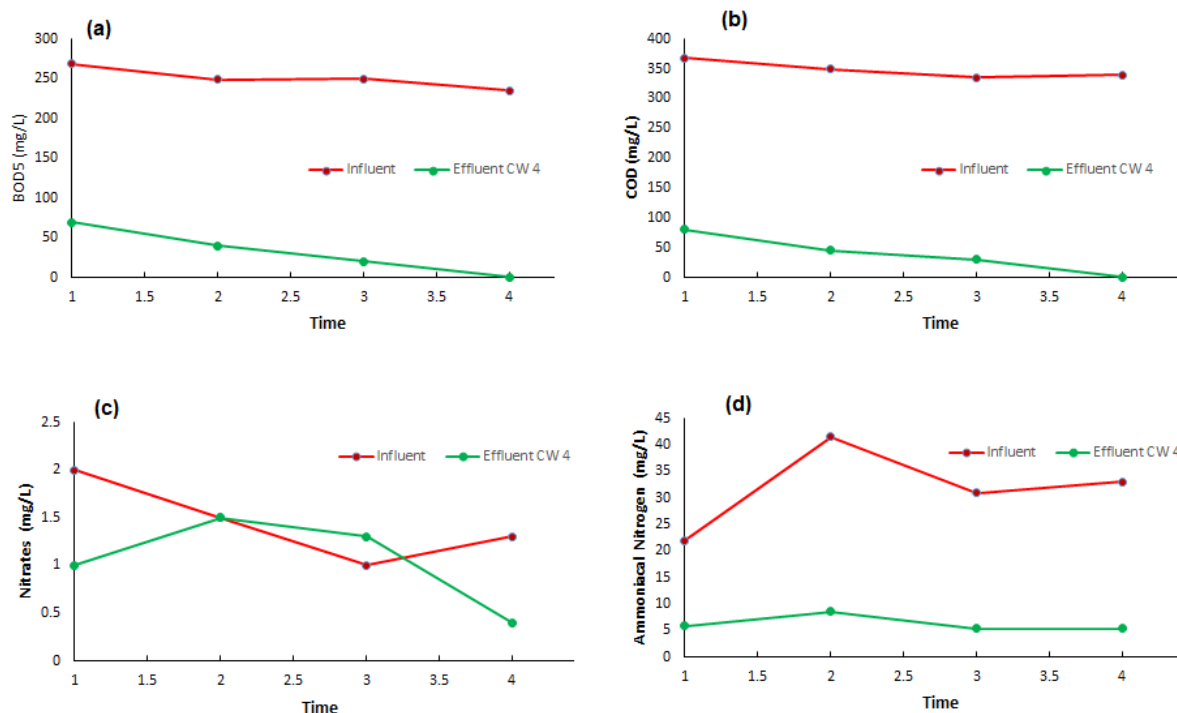 (a)
300
250
200
150
100
50
0
BOD5 (mg/L)
Influent Effluent CW 4
1 1.5 2 2.5 3 3.5 4
Time
(b)
400
350
300
250
200
150
100
50
0
COD (mg/L)
Influent Effluent CW 4
1 1.5 2 2.5 3 3.5 4
Time
(c)
2.5
2
1.5
1
0.5
0
Nitrates (mg/L)
Influent Effluent CW 4
1 1.5 2 2.5 3 3.5 4
Time
(d)
45
40
35
30
25
20
15
10
5
0
Ammoniacal Nitrogen (mg/L)
Influent Effluent CW 4
1 1.5 2 2.5 3 3.5 4
Time